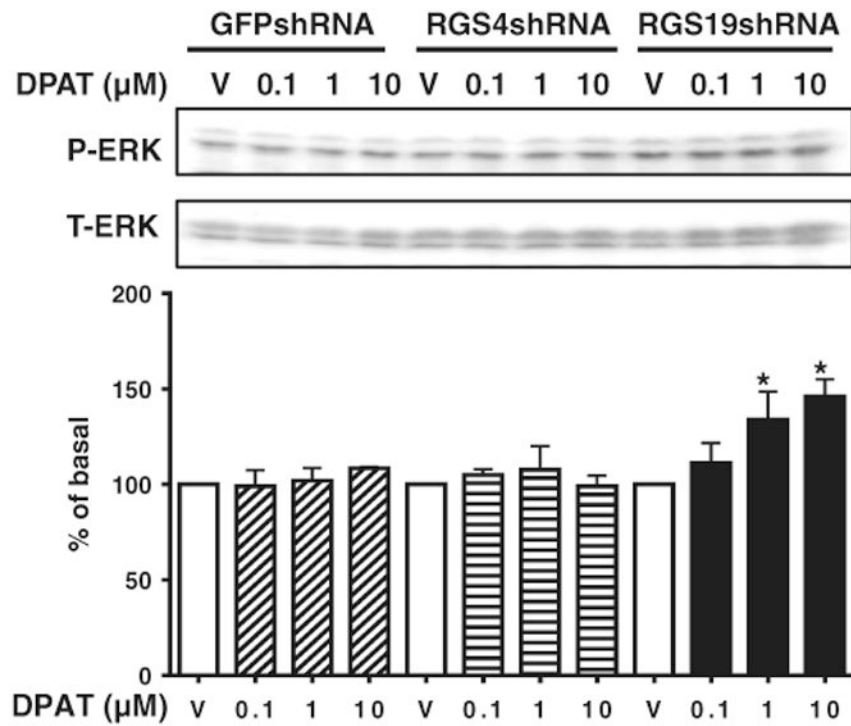 GFPshRNA RGS4shRNA RGS19shRNA
DPAT (µM) V 0.1 1 10 V 0.1 1 10 V 0.1 1 10
P-ERK
T-ERK
200
150
100
50
0
% of basal
* *
DPAT (µM) V 0.1 1 10 V 0.1 1 10 V 0.1 1 10